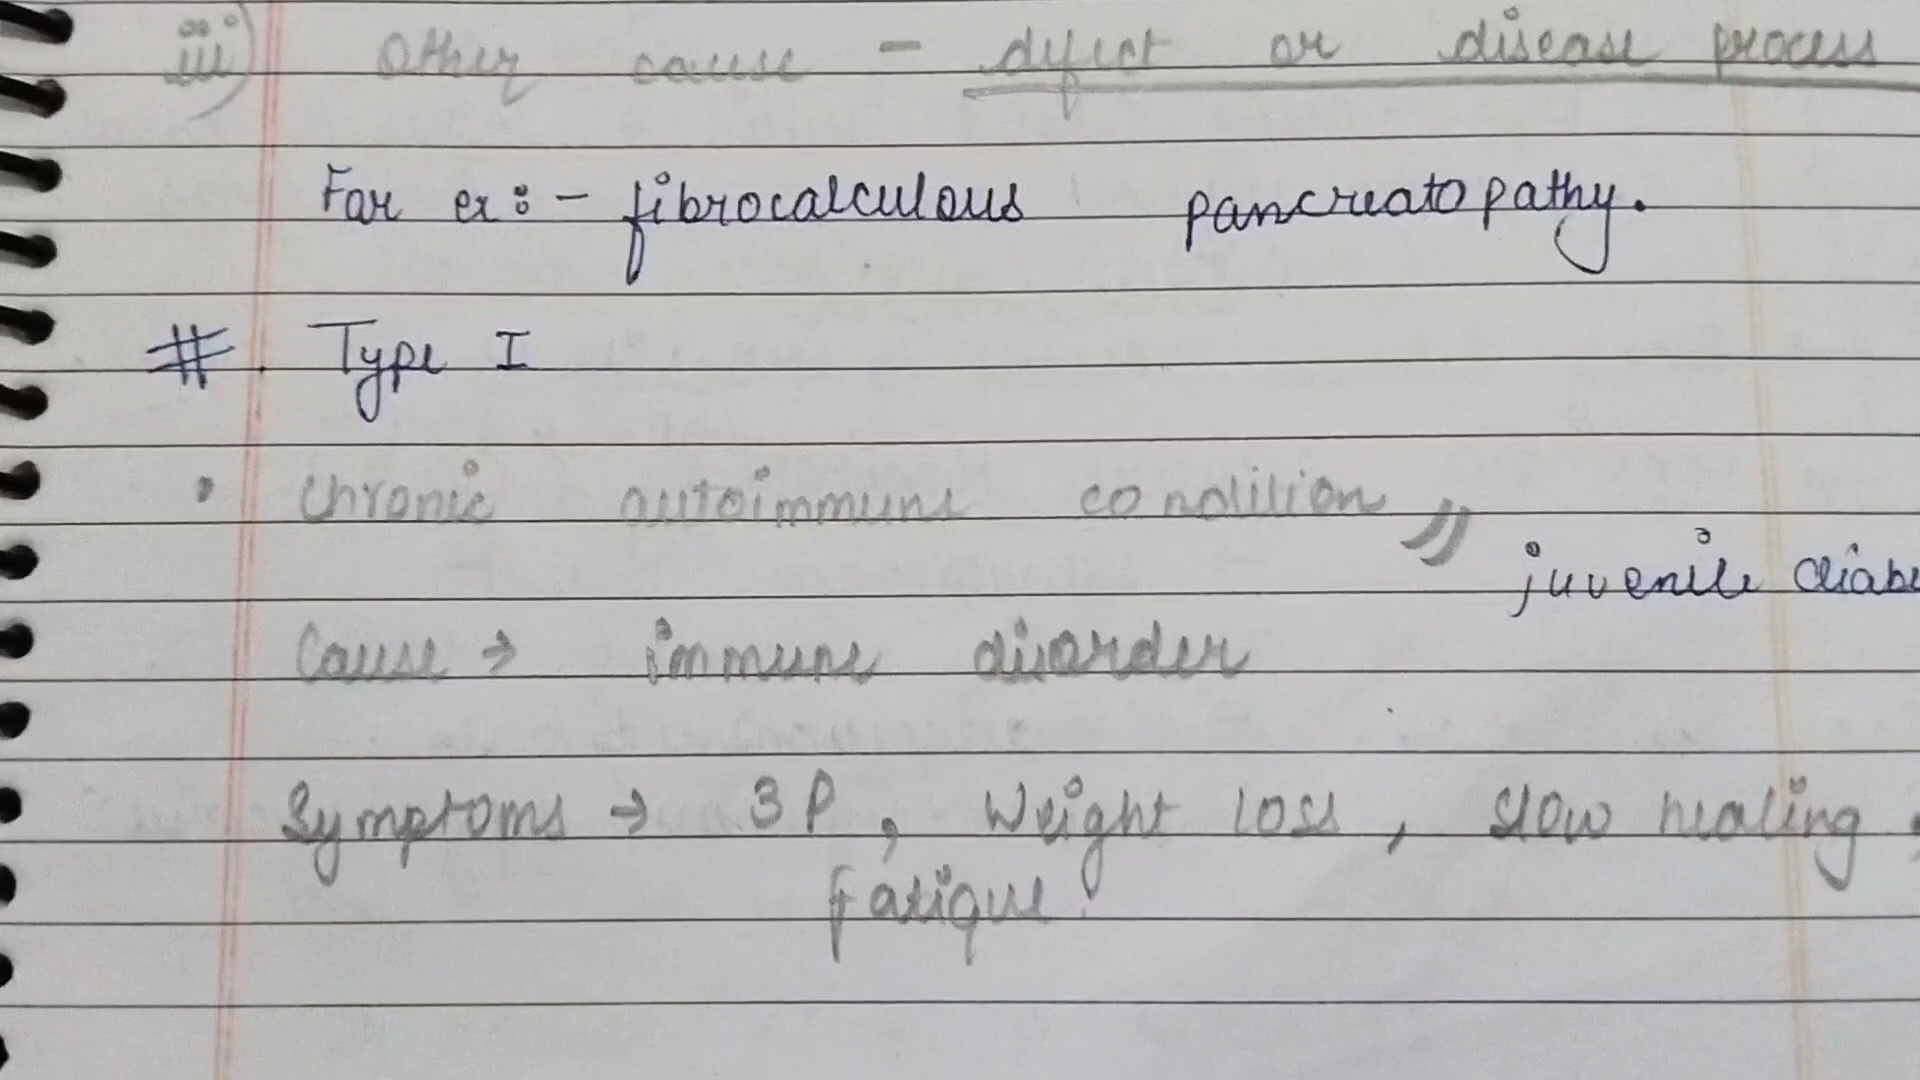 iii) Other cause - defect or disease process
For ex:- fibrocalculous pancreatopathy.
# Type I
• Chronic autoimmune condition
juvenile diabe
Cause → immune disorder
Symptoms → 3P, Weight loss, slow healing,
fatigue.